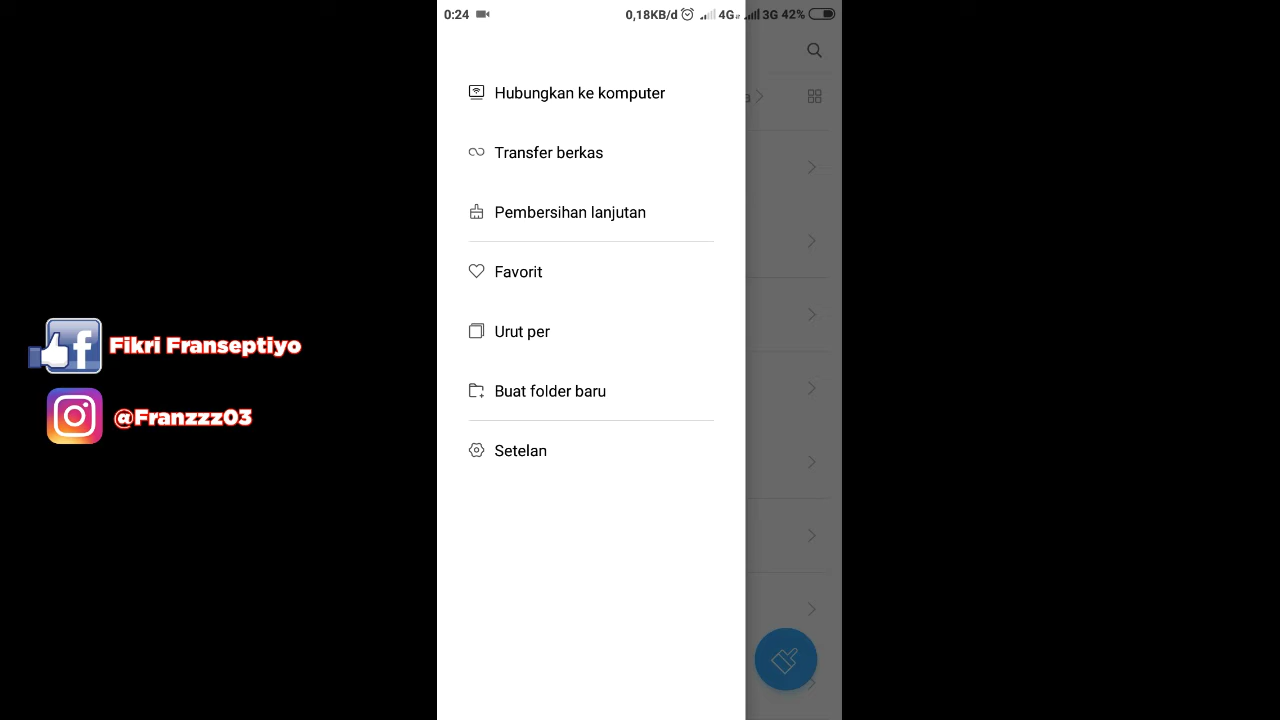 0:24
0,18KB/d 4G 3G 42%
Hubungkan ke komputer
a
Transfer berkas
Pembersihan lanjutan
Favorit
Urut per
Buat folder baru
Setelan
f Fikri Franseptiyo
@Franzzz03